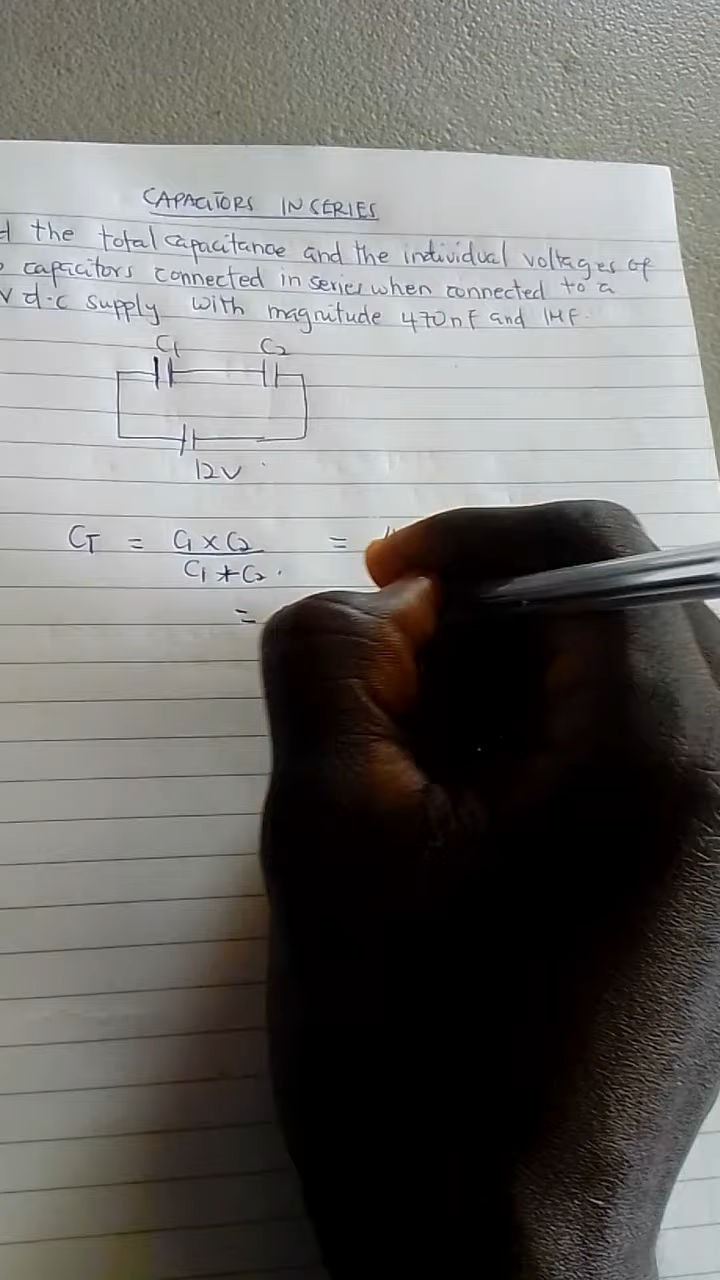 CAPACITORS IN SERIES
the total capacitance and the individual voltages of
capacitors connected in series when connected to a
V d.c supply with magnitude 470nF and 1μF.
C1 C2
12V
CT = C1 x C2 =
C1 + C2.
=